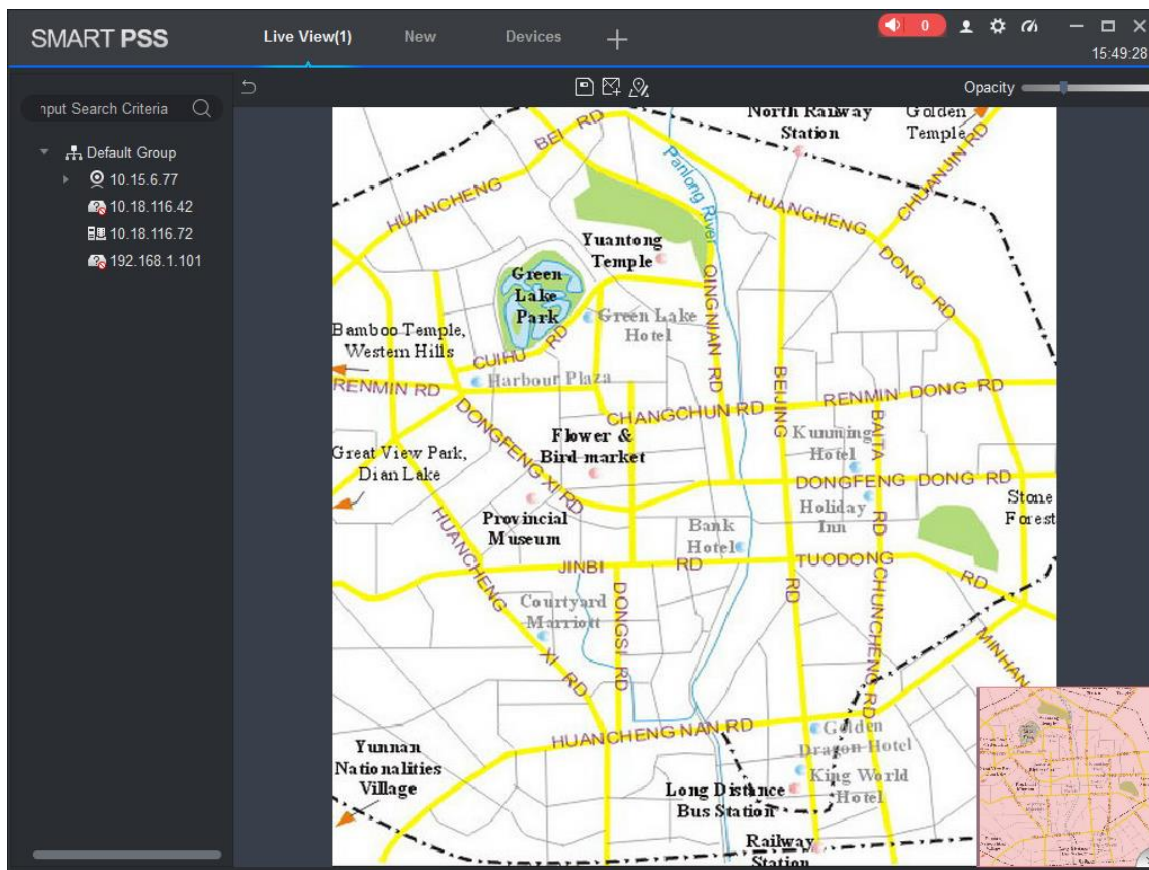 SMART PSS
Live View(1)
New
Devices
0
15:49:28
nput Search Criteria
Opacity
Default Group
10.15.6.77
10.18.116.42
10.18.116.72
192.168.1.101
North Railway
Station
Golden
Temple
BEI RD
HUANCHENG
Panlong River
HUANCHENG
DONG RD
CHUANJIN RD
Yuantong
Temple
Green
Lake
Park
QINGNIAN RD
Green Lake
Hotel
Bamboo Temple,
Western Hills
CUIHU RD
Harbour Plaza
RENMIN RD
CHANGCHUN RD
BEIJING
RD
RENMIN DONG RD
DONGFENG XI RD
Flower &
Bird market
Kunming
Hotel
BAITA
RD
Great View Park,
Dian Lake
DONGFENG DONG RD
Holiday
Inn
Stone
Forest
Provincial
Museum
Bank
Hotel
HUANCHENG
XI RD
JINBI RD
TUODONG
RD
Courtyard
Marriott
DONGSI RD
CHUNCHENG RD
MINHAN
HUANCHENG NAN RD
Golden
Dragon Hotel
Yunnan
Nationalities
Village
King World
Hotel
Long Distance
Bus Station
Railway
Station